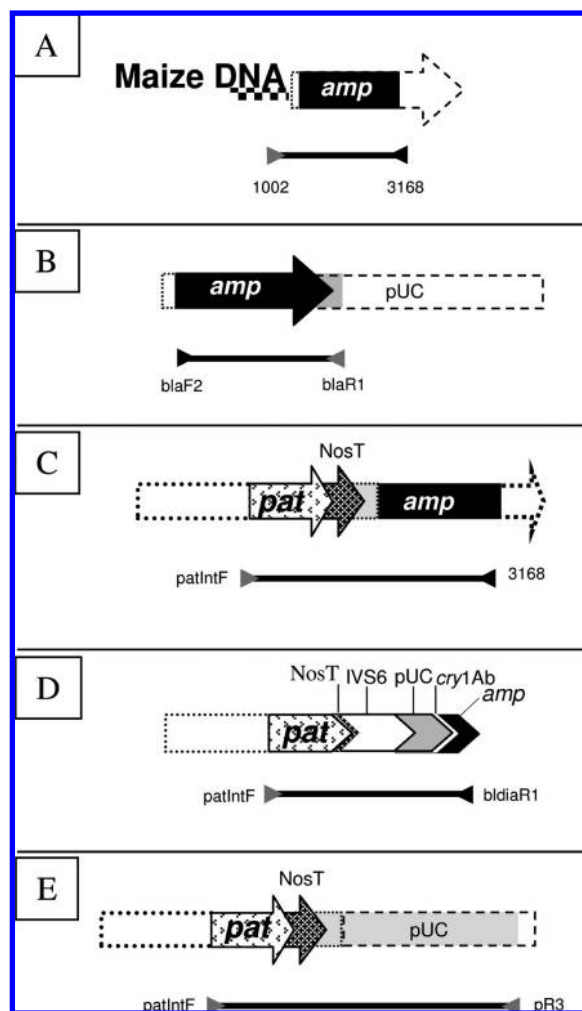 A
Maize DNA
amp
1002 3168
B
amp pUC
blaF2 blaR1
C
NosT
pat amp
patIntF 3168
D
NosT IVS6 pUC cry1Ab amp
pat
patIntF bldiaR1
E
NosT
pat pUC
patIntF pR3